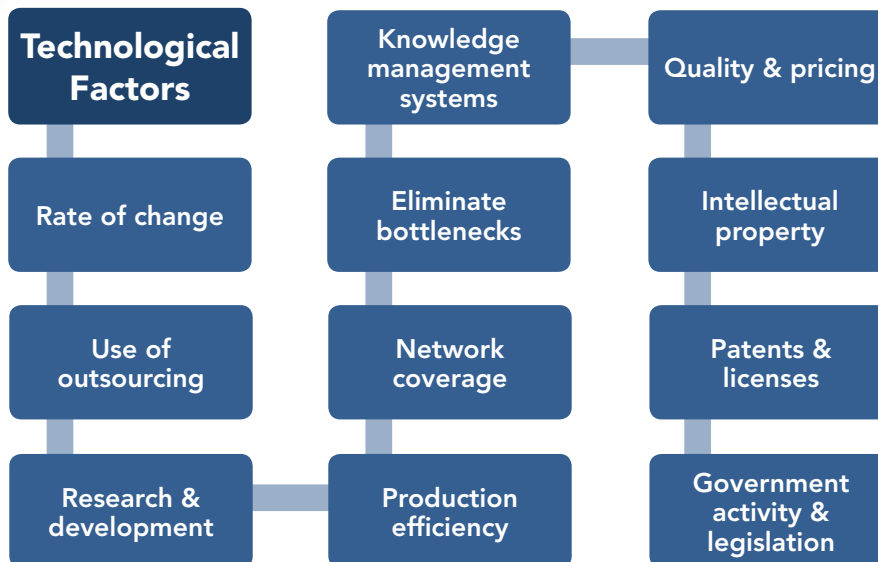 Technological
Factors
Rate of change
Use of
outsourcing
Research &
development
Production
efficiency
Network
coverage
Eliminate
bottlenecks
Knowledge
management
systems
Quality & pricing
Intellectual
property
Patents &
licenses
Government
activity &
legislation